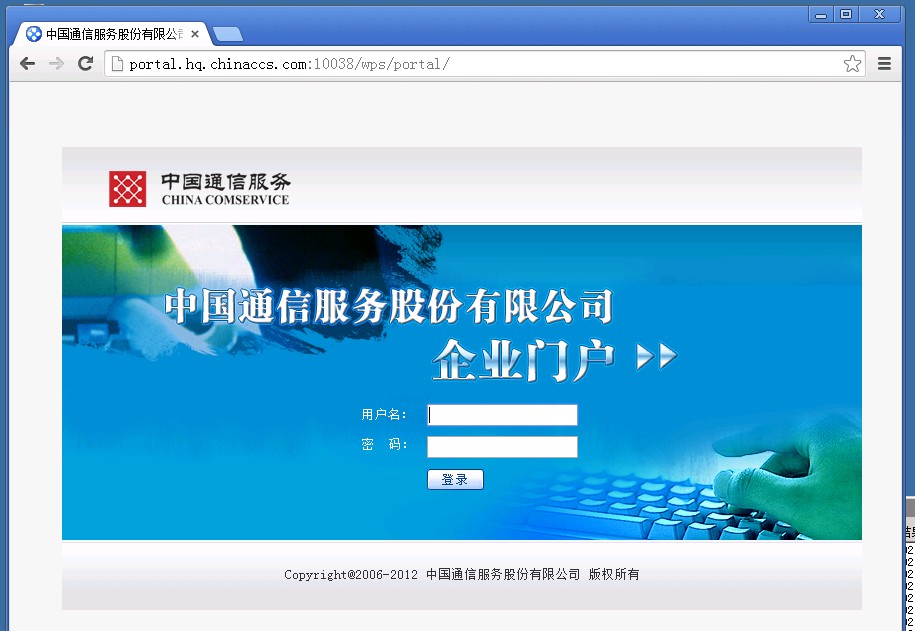 中国通信服务股份有限公司
portal.hq.chinaccs.com:10038/wps/portal/
中国通信服务
CHINA COMSERVICE
中国通信服务股份有限公司
企业门户
用户名：
密 码：
登录
Copyright@2006-2012 中国通信服务股份有限公司 版权所有